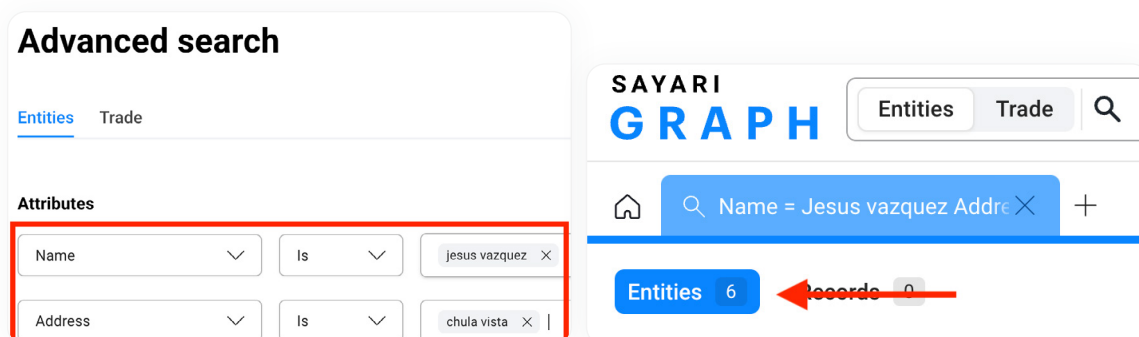 Advanced search
Entities Trade
Attributes
Name Is jesus vazquez
Address Is chula vista
SAYARI
GRAPH
Entities Trade
Name = Jesus vazquez Addre
Entities 6 Records 0